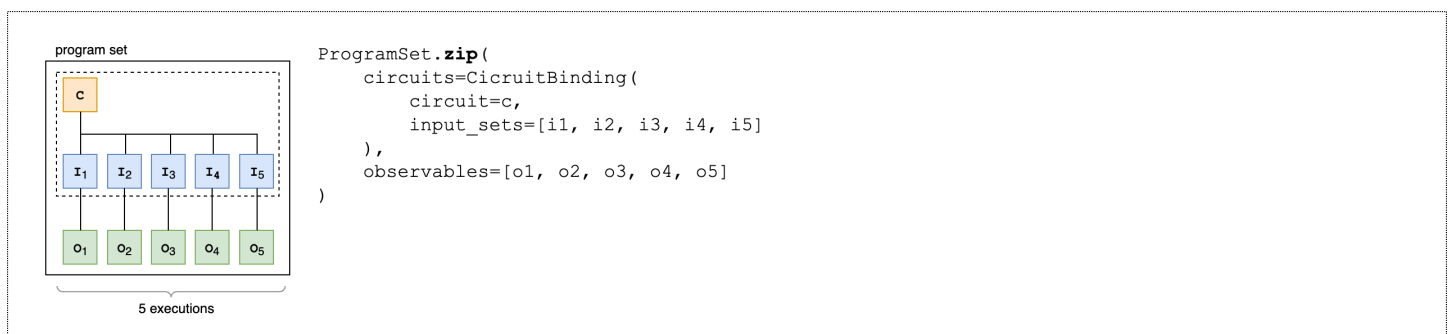 program set
C
I1 I2 I3 I4 I5
O1 O2 O3 O4 O5
5 executions
ProgramSet.zip(
    circuits=CicruitBinding(
        circuit=c,
        input_sets=[i1, i2, i3, i4, i5]
    ),
    observables=[o1, o2, o3, o4, o5]
)